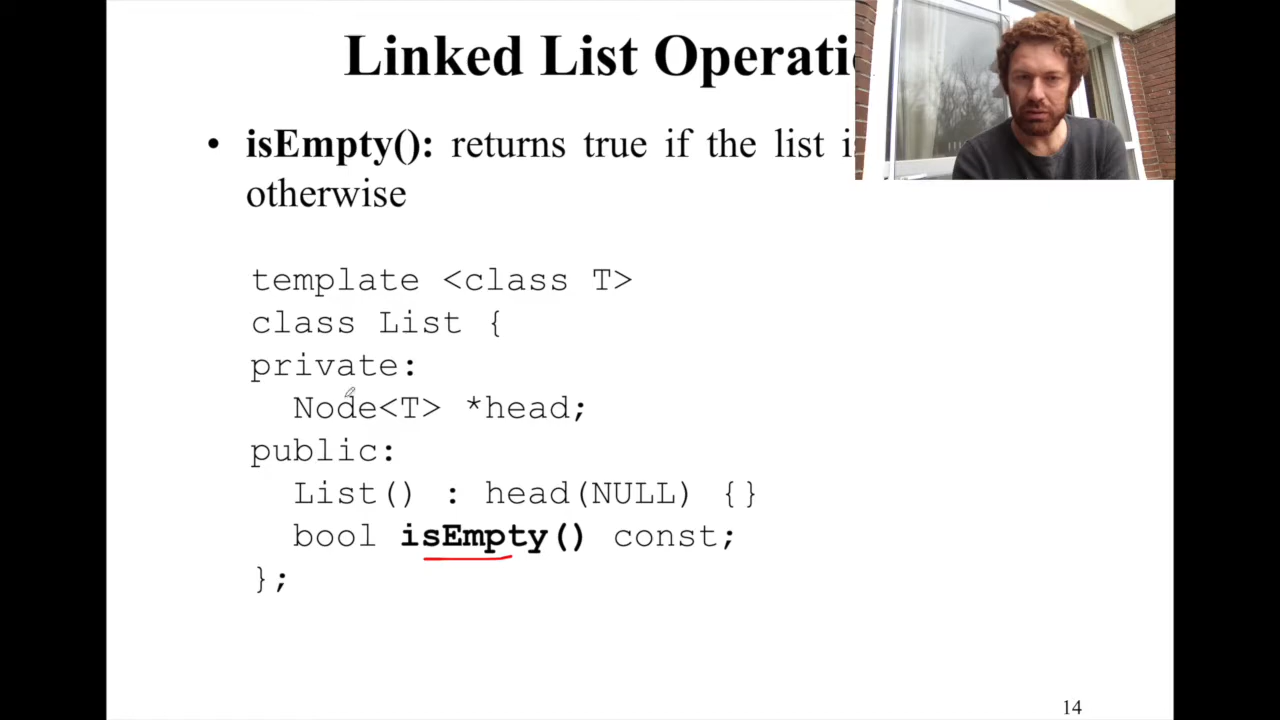 Linked List
isEmpty(): returns true if the list
otherwise
template <class T>
class List {
private:
Node<T> *head;
public:
List() : head(NULL) {}
bool isEmpty() const;
};
14